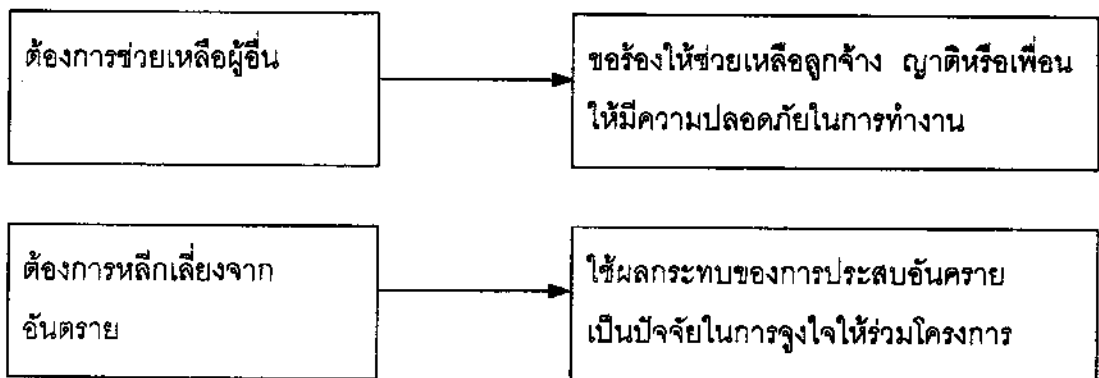 ต้องการช่วยเหลือผู้อื่น
ขอร้องให้ช่วยเหลือลูกจ้าง ญาติหรือเพื่อน
ให้มีความปลอดภัยในการทำงาน
ต้องการหลีกเลี่ยงจาก
อันตราย
ใช้ผลกระทบของการประสบอันคราย
เป็นปัจจัยในการจูงใจให้ร่วมโครงการ